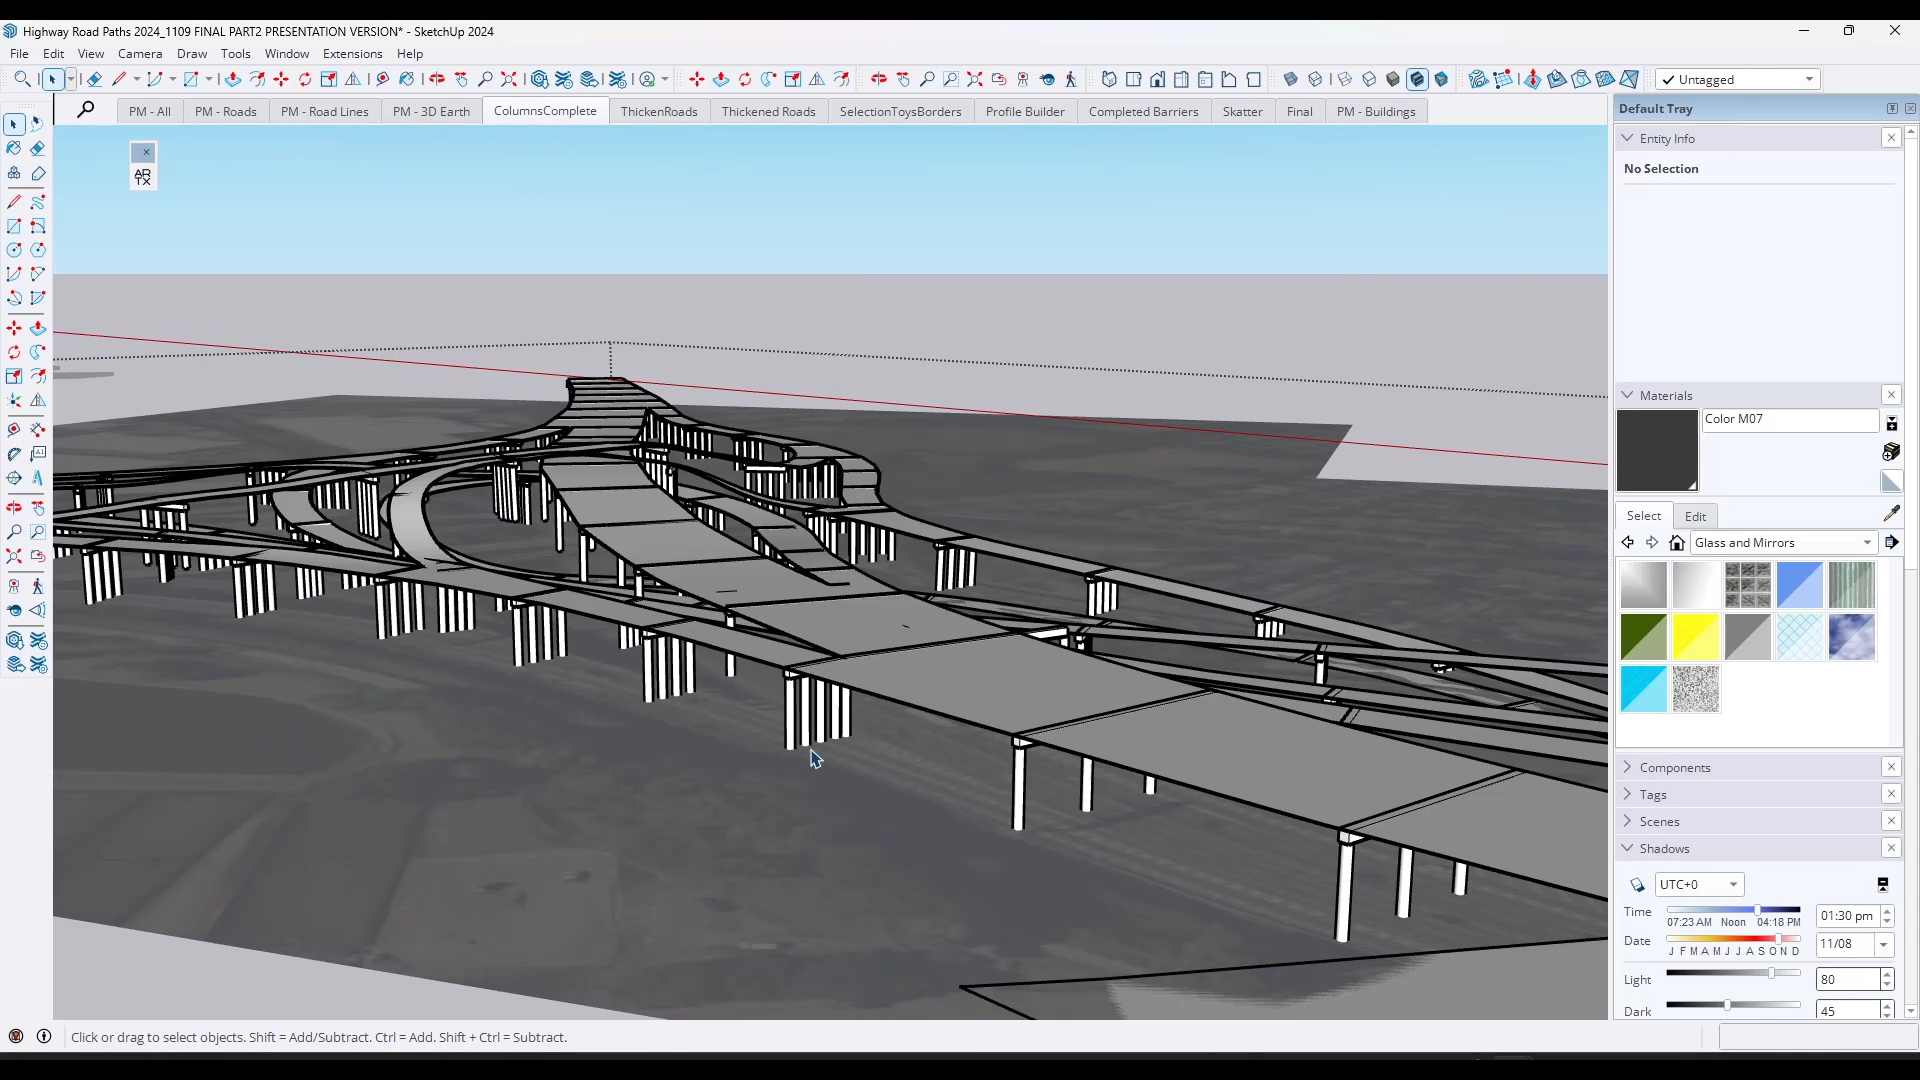 Highway Road Paths 2024_1109 FINAL PART2 PRESENTATION VERSION* - SketchUp 2024
File Edit View Camera Draw Tools Window Extensions Help
Untagged
PM - All PM - Roads PM - Road Lines PM - 3D Earth ColumnsComplete ThickenRoads Thickened Roads SelectionToysBorders Profile Builder Completed Barriers Skatter Final PM - Buildings
Default Tray
Entity Info
No Selection
AR
TX
Materials
Color M07
Select Edit
Glass and Mirrors
Components
Tags
Scenes
Shadows
UTC+0
Time 07:23 AM Noon 04:18 PM 01:30 pm
Date J F M A M J J A S O N D 11/08
Light 80
Dark 45
Click or drag to select objects. Shift = Add/Subtract. Ctrl = Add. Shift + Ctrl = Subtract.